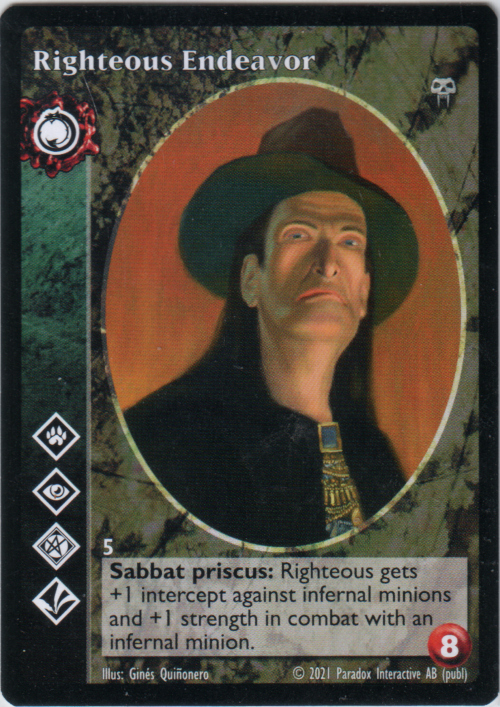 Righteous Endeavor
5
Sabbat priscus: Righteous gets
+1 intercept against infernal minions
and +1 strength in combat with an
infernal minion.
8
Illus: Ginés Quiñonero
© 2021 Paradox Interactive AB (publ)